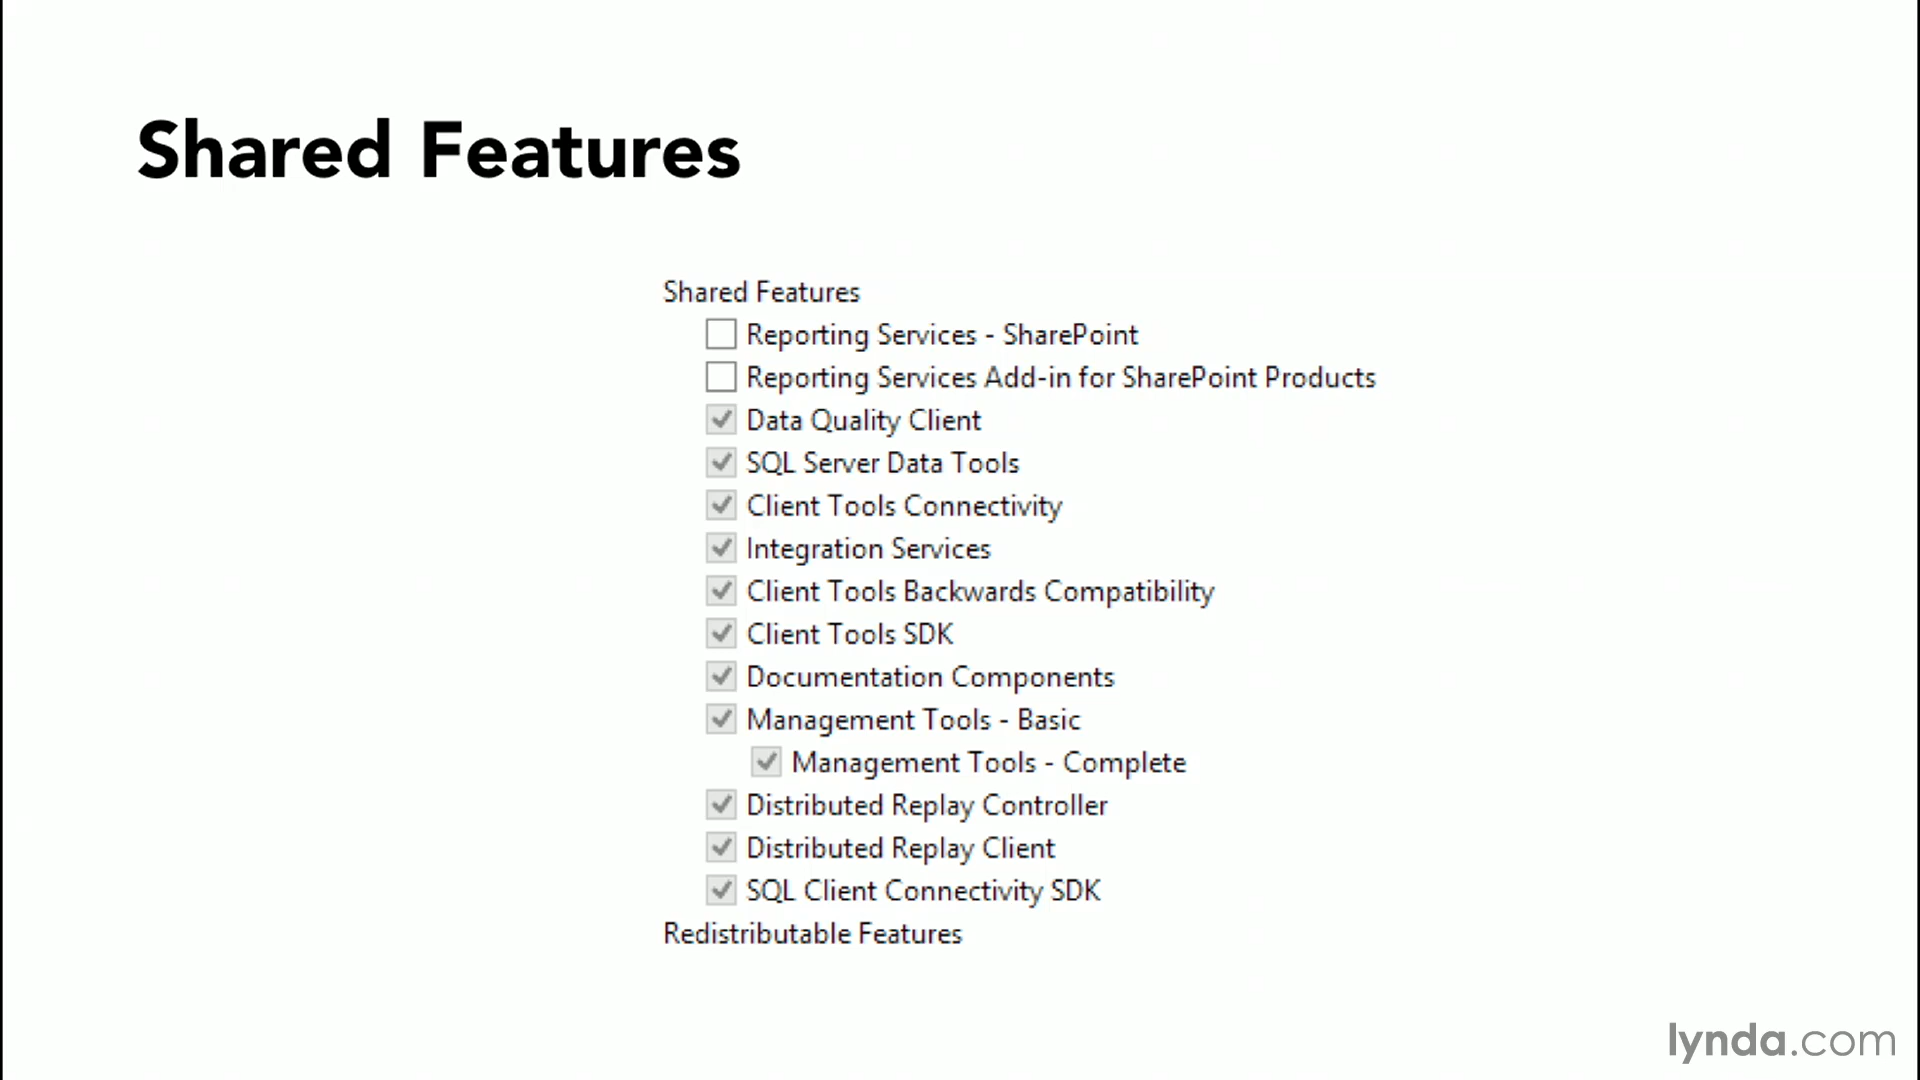 Shared Features
Shared Features
Reporting Services - SharePoint
Reporting Services Add-in for SharePoint Products
Data Quality Client
SQL Server Data Tools
Client Tools Connectivity
Integration Services
Client Tools Backwards Compatibility
Client Tools SDK
Documentation Components
Management Tools - Basic
Management Tools - Complete
Distributed Replay Controller
Distributed Replay Client
SQL Client Connectivity SDK
Redistributable Features
lynda.com